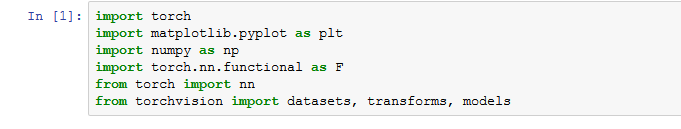 In [1]: import torch
import matplotlib.pyplot as plt
import numpy as np
import torch.nn.functional as F
from torch import nn
from torchvision import datasets, transforms, models